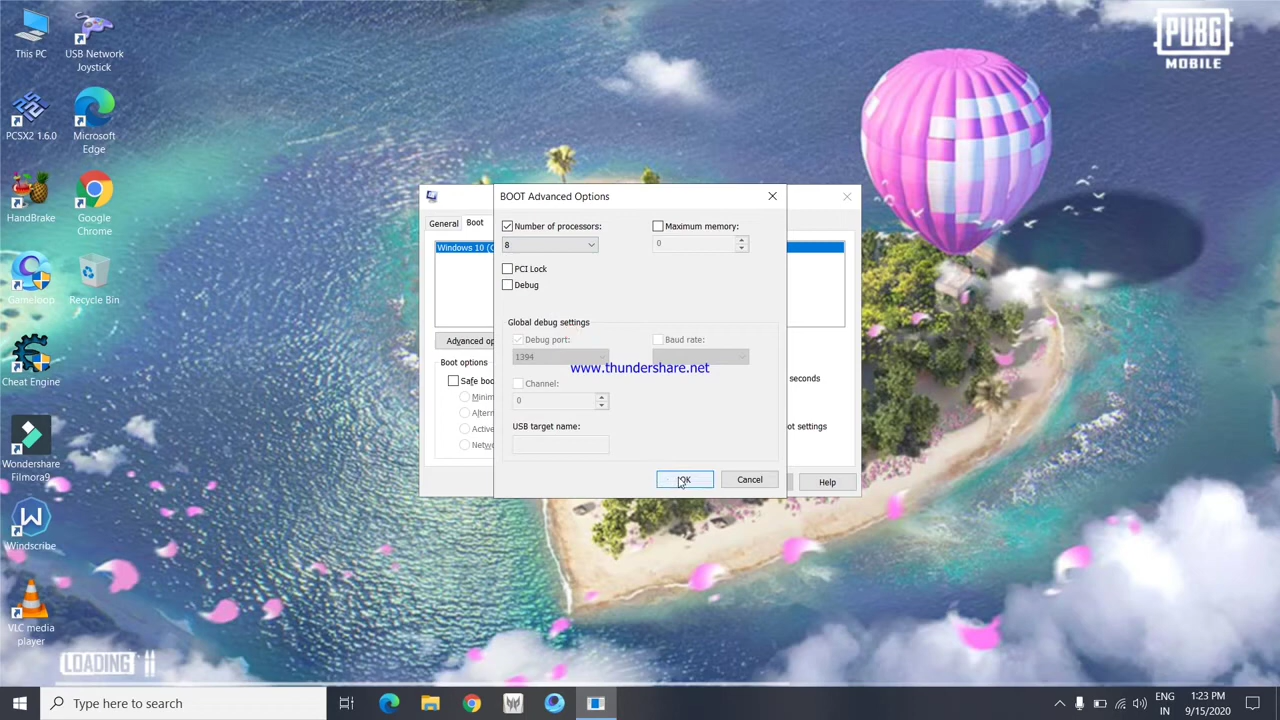 This PC
USB Network
Joystick
PCSX2 1.6.0
Microsoft
Edge
HandBrake
Google
Chrome
Gameloop
Recycle Bin
Cheat Engine
Wondershare
Filmora9
Windscribe
VLC media
player
LOADING
PUBG
MOBILE
General
Boot
Windows 10 (C
Advanced op
Boot options
Safe boo
Minim
Altern
Active
Netwo
seconds
ot settings
Help
BOOT Advanced Options
Number of processors:
Maximum memory:
8
0
PCI Lock
Debug
Global debug settings
Debug port:
Baud rate:
1394
www.thundershare.net
Channel:
0
USB target name:
OK
Cancel
Type here to search
ENG
IN
1:23 PM
9/15/2020